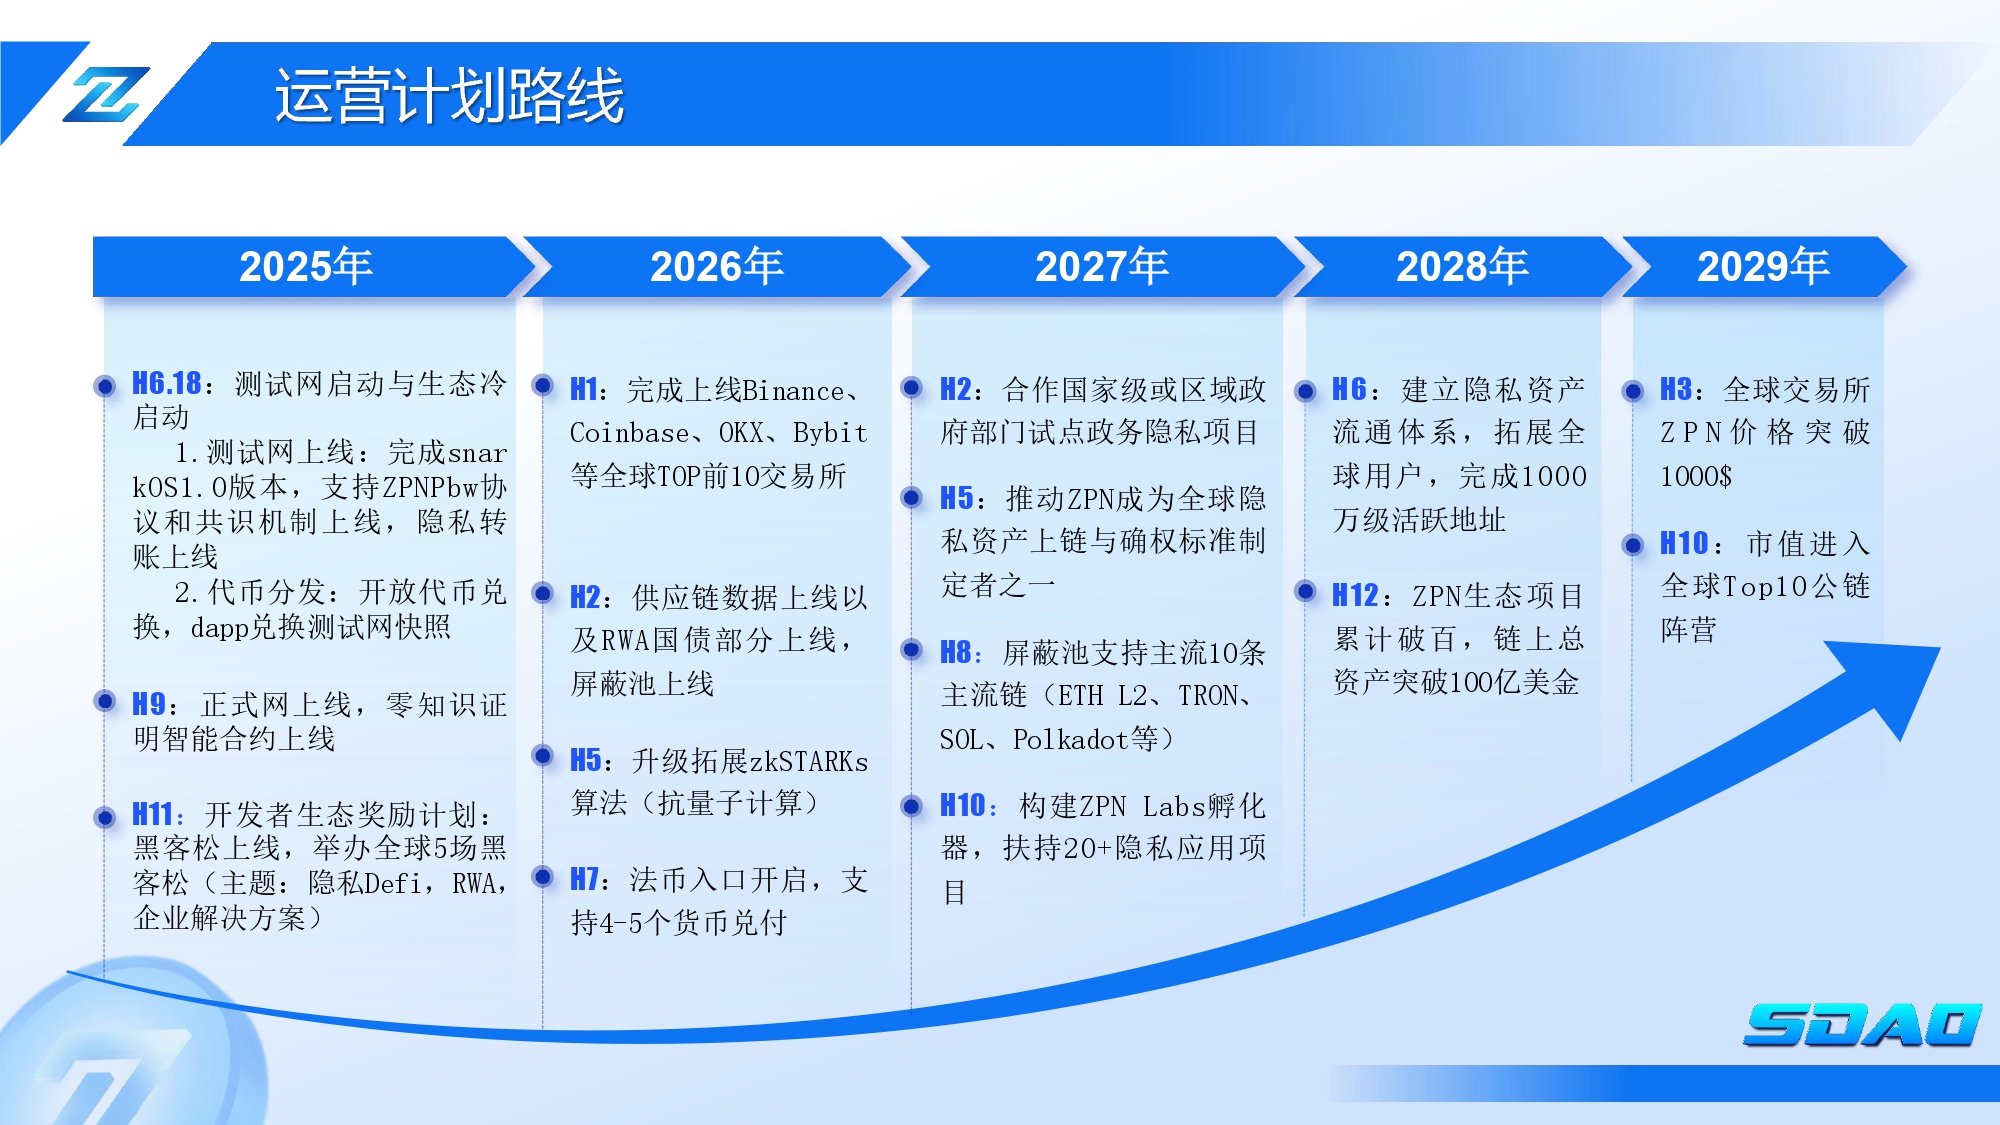 运营计划路线
2025年
2026年
2027年
2028年
2029年
H6.18：测试网启动与生态冷
启动
1.测试网上线：完成snar
kOS1.0版本，支持ZPNPbw协
议和共识机制上线，隐私转
账上线
2.代币分发：开放代币兑
换，dapp兑换测试网快照
H9：正式网上线，零知识证
明智能合约上线
H11：开发者生态奖励计划：
黑客松上线，举办全球5场黑
客松（主题：隐私Defi，RWA，
企业解决方案）
H1：完成上线Binance、
Coinbase、OKX、Bybit
等全球TOP前10交易所
H2：供应链数据上线以
及RWA国债部分上线，
屏蔽池上线
H5：升级拓展zkSTARKs
算法（抗量子计算）
H7：法币入口开启，支
持4-5个货币兑付
H2：合作国家级或区域政
府部门试点政务隐私项目
H5：推动ZPN成为全球隐
私资产上链与确权标准制
定者之一
H8：屏蔽池支持主流10条
主流链（ETH L2、TRON、
SOL、Polkadot等）
H10：构建ZPN Labs孵化
器，扶持20+隐私应用项
目
H6：建立隐私资产
流通体系，拓展全
球用户，完成1000
万级活跃地址
H12：ZPN生态项目
累计破百，链上总
资产突破100亿美金
H3：全球交易所
ZPN价格突破
1000$
H10：市值进入
全球Top10公链
阵营
SDAO